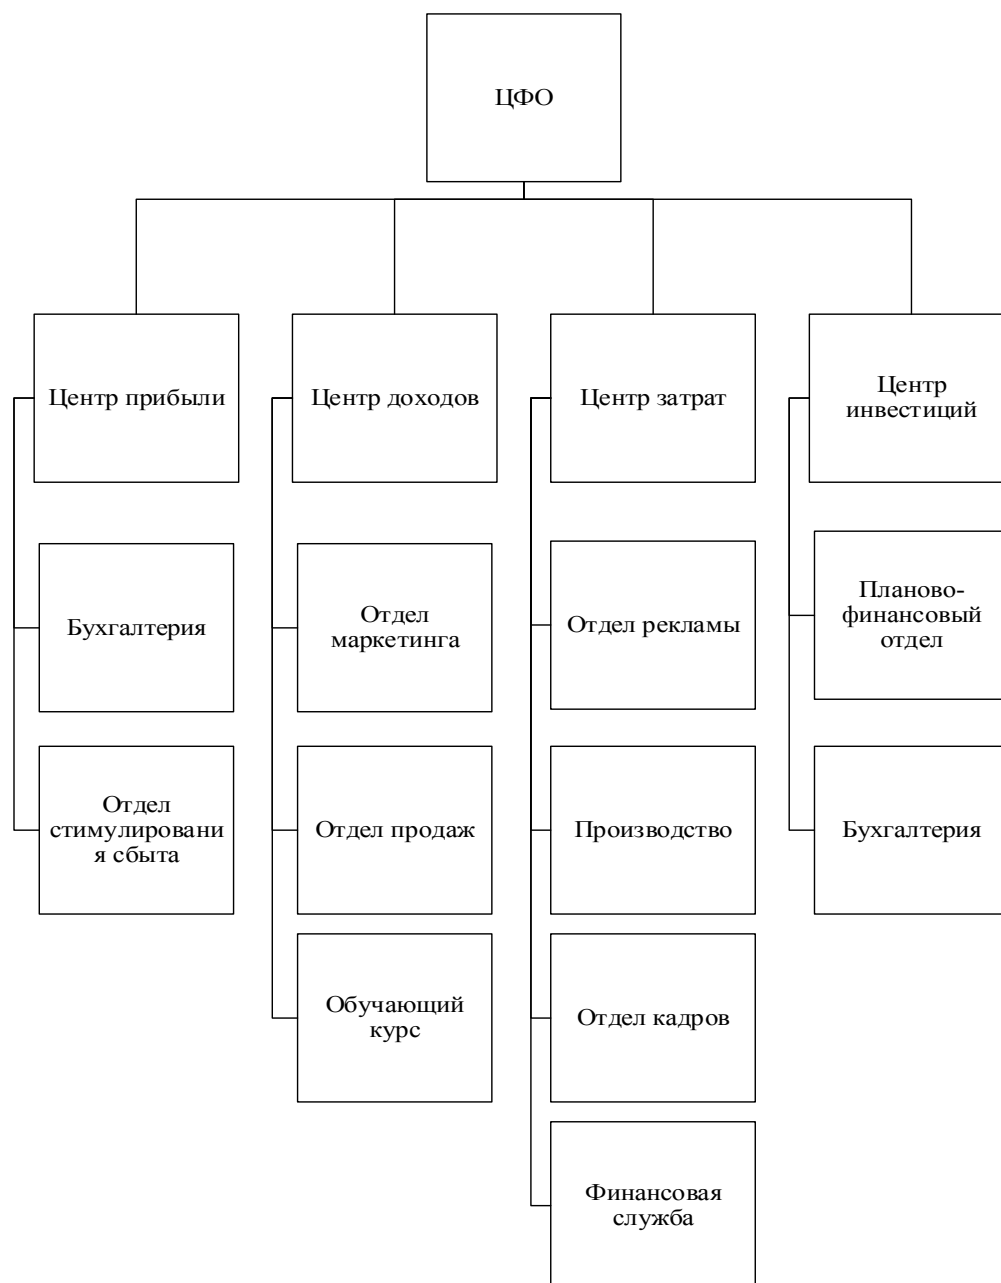 ЦФО
Центр прибыли
Центр доходов
Центр затрат
Центр
инвестиций
Бухгалтерия
Отдел
маркетинга
Отдел рекламы
Планово-
финансовый
отдел
Отдел
стимулировани
я сбыта
Отдел продаж
Производство
Бухгалтерия
Обучающий
курс
Отдел кадров
Финансовая
служба